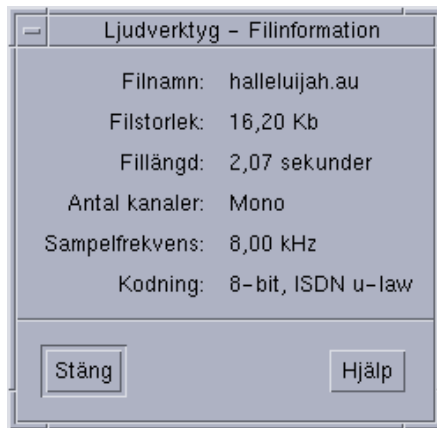 Ljudverktyg – Filinformation
Filnamn: halleluijah.au
Filstorlek: 16,20 Kb
Fillängd: 2,07 sekunder
Antal kanaler: Mono
Sampelfrekvens: 8,00 kHz
Kodning: 8–bit, ISDN u–law
Stäng Hjälp